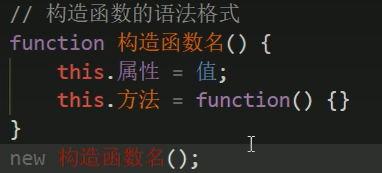 // 构造函数的语法格式
function 构造函数名() {
    this.属性 = 值;
    this.方法 = function() {}
}
new 构造函数名();